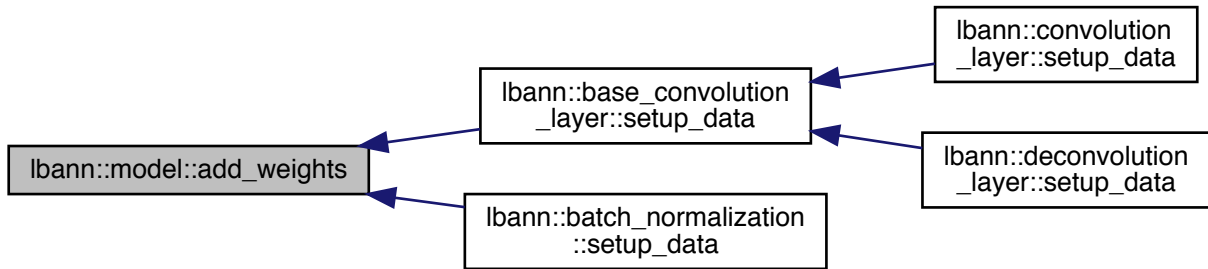 lbann::model::add_weights
lbann::base_convolution
_layer::setup_data
lbann::batch_normalization
::setup_data
lbann::convolution
_layer::setup_data
lbann::deconvolution
_layer::setup_data